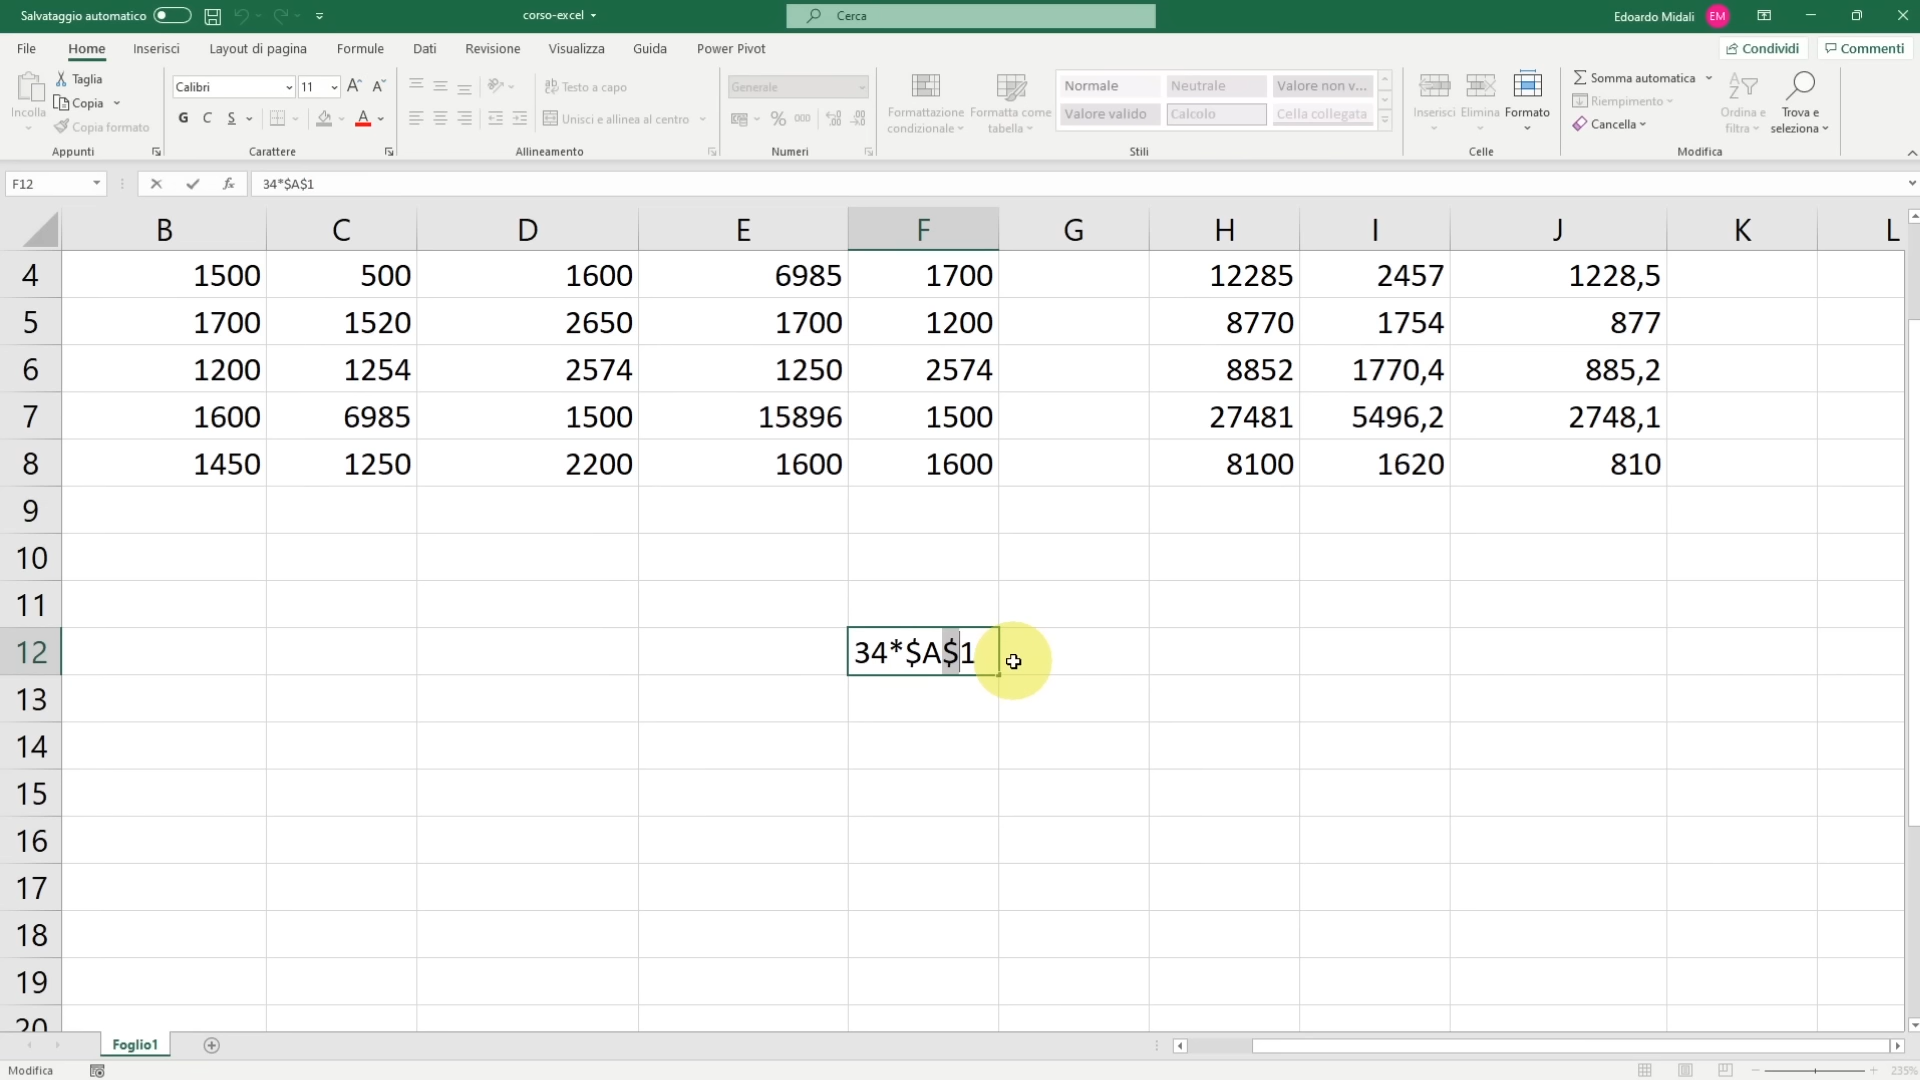 Salvataggio automatico
corso-excel
Cerca
Edoardo Midali
EM
File
Home
Inserisci
Layout di pagina
Formule
Dati
Revisione
Visualizza
Guida
Power Pivot
Condividi
Commenti
Incolla
Taglia
Copia
Copia formato
Appunti
Calibri
11
G C S
Carattere
Testo a capo
Unisci e allinea al centro
Allineamento
Generale
% 000
Numeri
Formattazione condizionale
Formatta come tabella
Normale
Neutrale
Valore non v...
Valore valido
Calcolo
Cella collegata
Stili
Inserisci
Elimina
Formato
Celle
Somma automatica
Riempimento
Cancella
Ordina e filtra
Trova e seleziona
Modifica
F12
fx
34*$A$1
B C D E F G H I J K L
4 1500 500 1600 6985 1700 12285 2457 1228,5
5 1700 1520 2650 1700 1200 8770 1754 877
6 1200 1254 2574 1250 2574 8852 1770,4 885,2
7 1600 6985 1500 15896 1500 27481 5496,2 2748,1
8 1450 1250 2200 1600 1600 8100 1620 810
9
10
11
12 34*$A$1
13
14
15
16
17
18
19
20
Foglio1
Modifica
235%